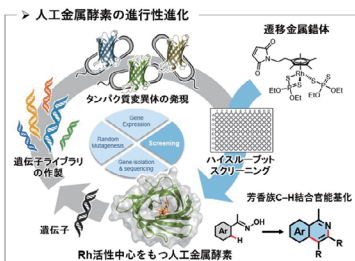 ➢ 人工金属酵素の進行性進化
遷移金属錯体
タンパク質変異体の発現
Gene
Expression
Random
Mutagenesis
Screening
Gene isolation
& sequencing
遺伝子ライブラリ
の作製
遺伝子
ハイスループット
スクリーニング
Rh活性中心をもつ人工金属酵素
芳香族C–H結合官能基化
O
N
O
Rh
S
S
S
S
P
P
EtO
OEt
EtO
OEt
Ar
N
OH
H
Ar
N
R
R